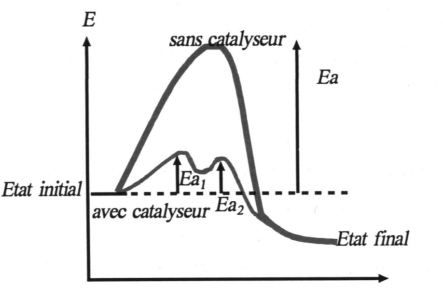 E
sans catalyseur
Ea
Etat initial
Ea1
avec catalyseur
Ea2
Etat final